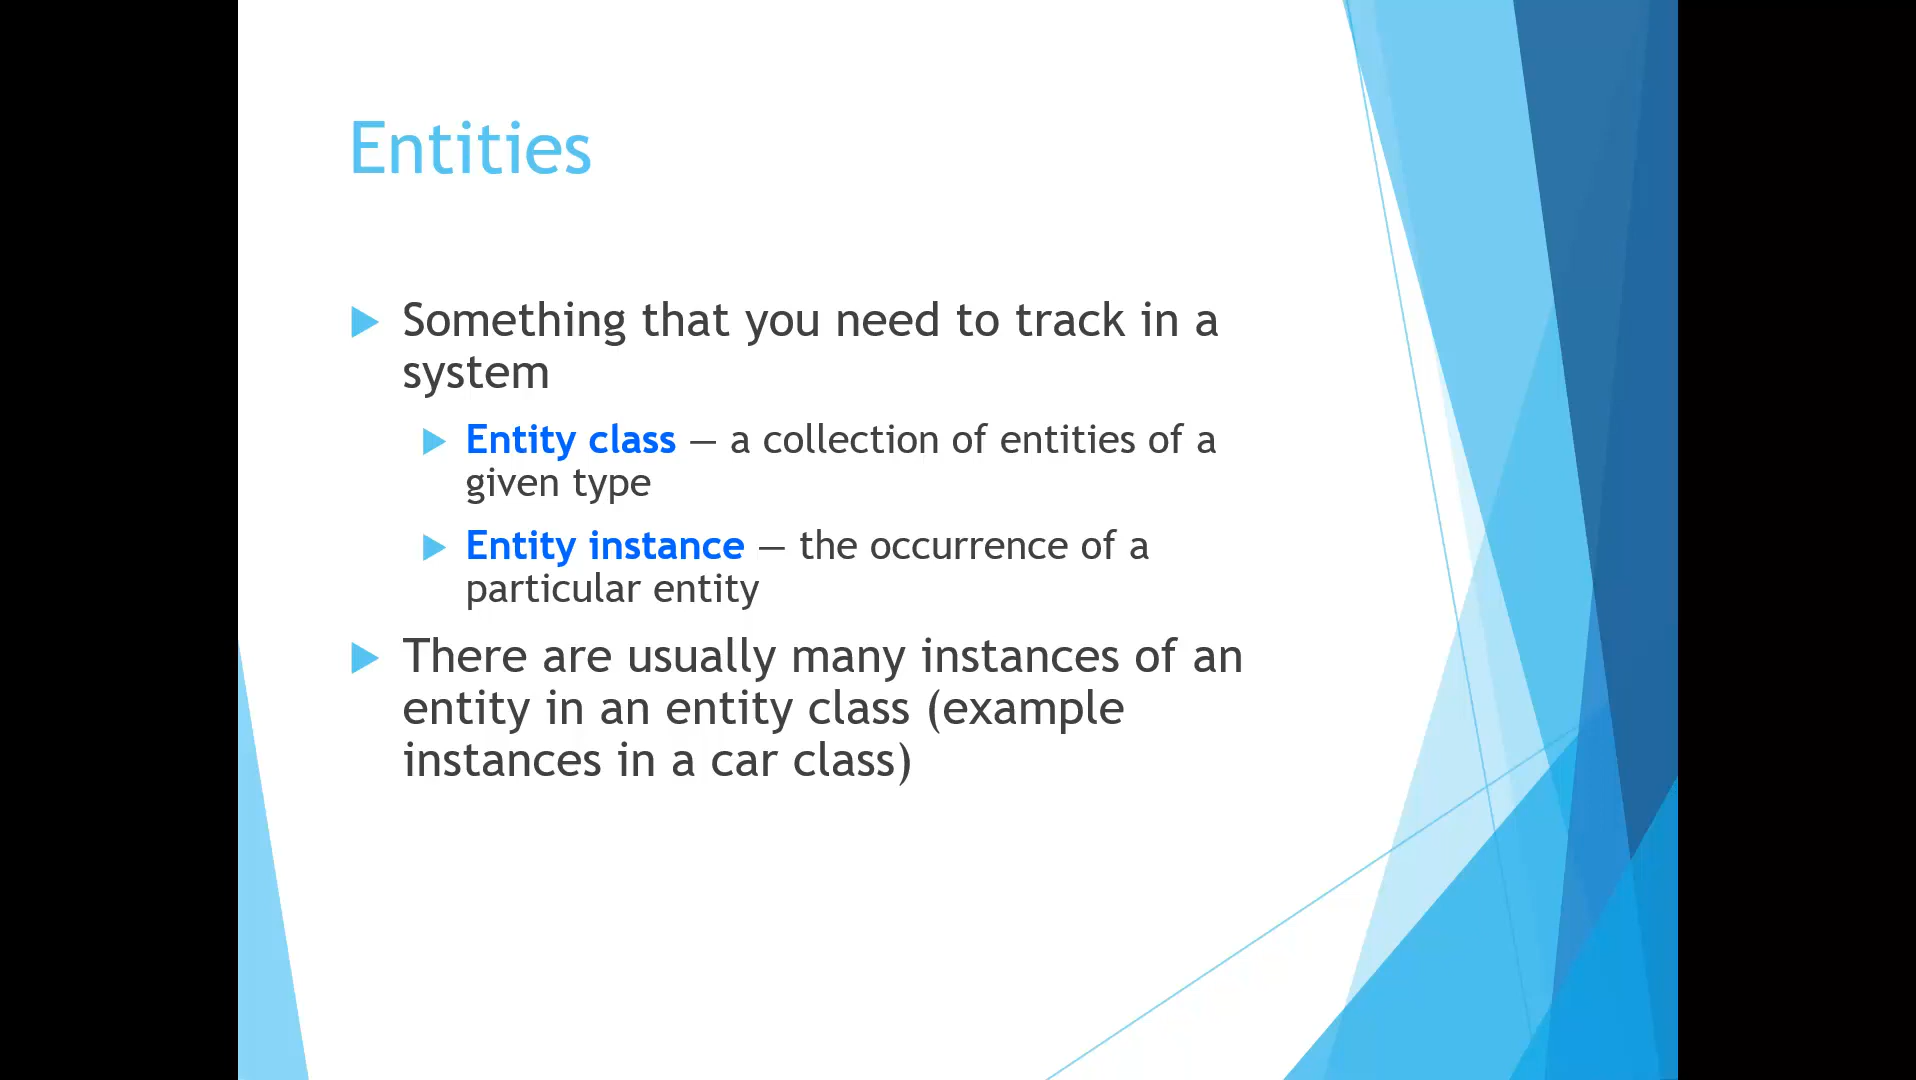 Entities
Something that you need to track in a
system
Entity class — a collection of entities of a
given type
Entity instance — the occurrence of a
particular entity
There are usually many instances of an
entity in an entity class (example
instances in a car class)